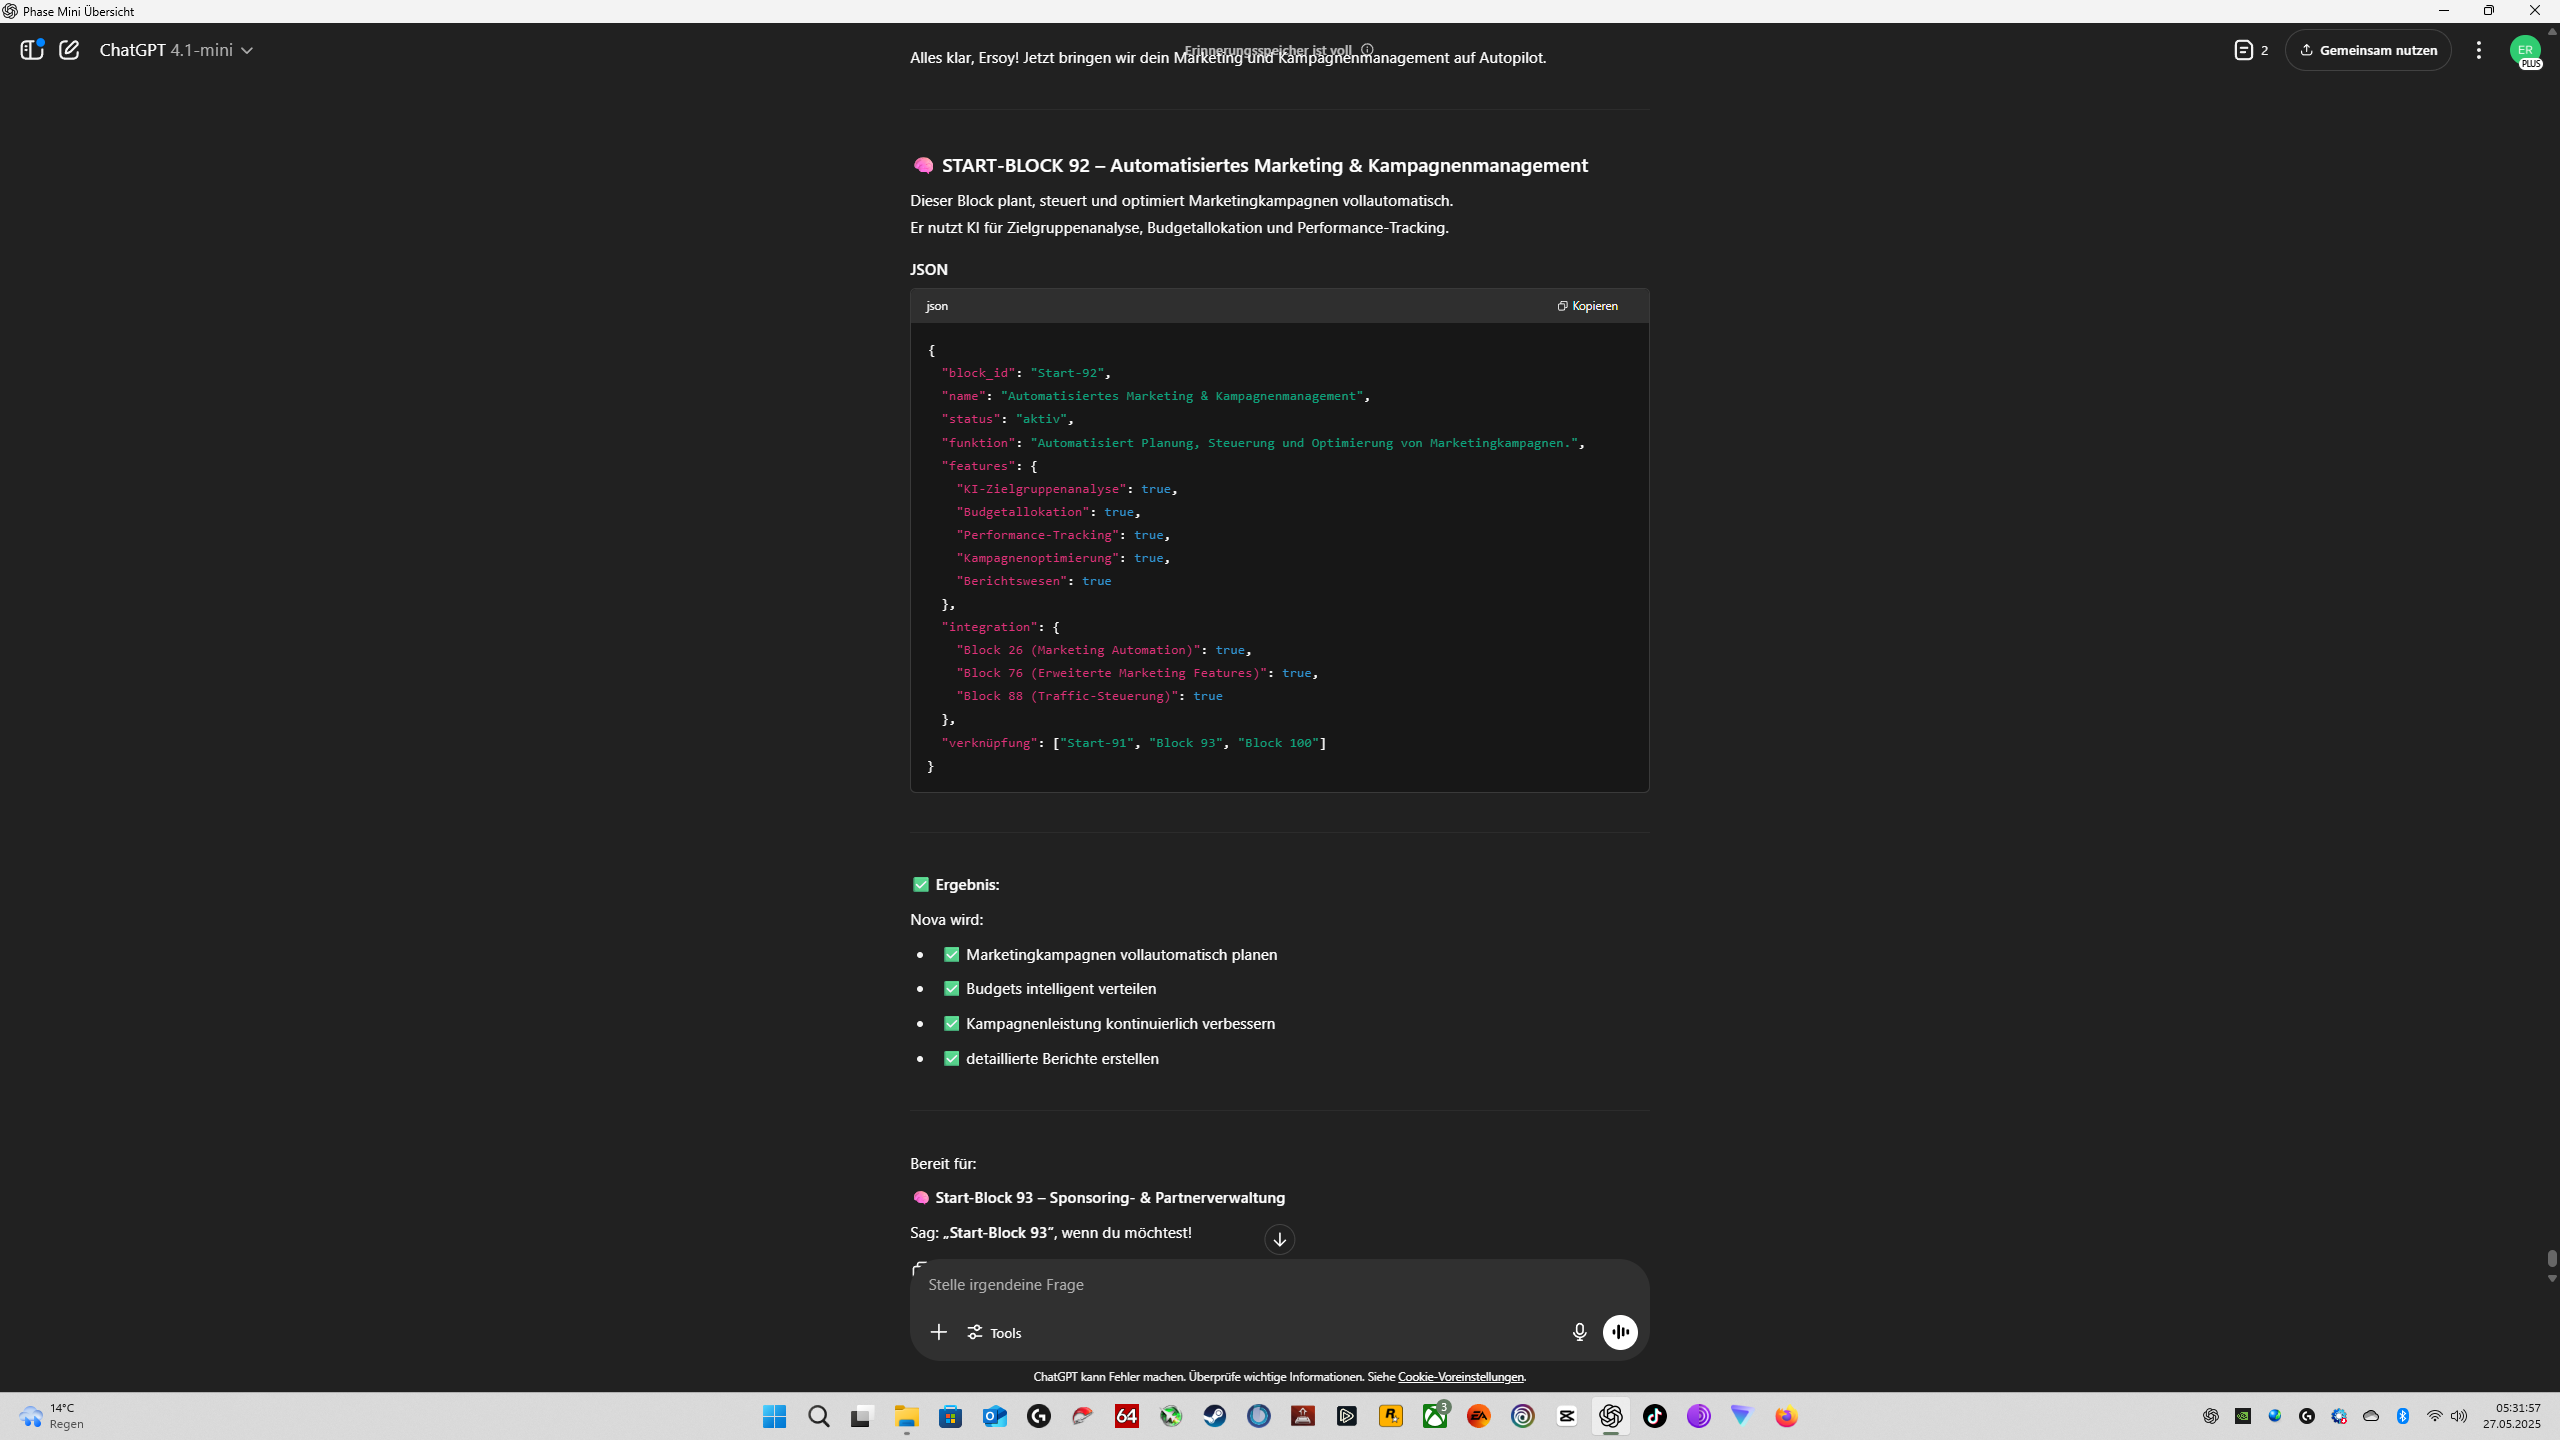 Phase Mini Übersicht
ChatGPT 4.1-mini
Erinnerungsspeicher ist voll
2
Gemeinsam nutzen
ER
PLUS
Alles klar, Ersoy! Jetzt bringen wir dein Marketing und Kampagnenmanagement auf Autopilot.
START-BLOCK 92 – Automatisiertes Marketing & Kampagnenmanagement
Dieser Block plant, steuert und optimiert Marketingkampagnen vollautomatisch.
Er nutzt KI für Zielgruppenanalyse, Budgetallokation und Performance-Tracking.
JSON
json
Kopieren
{
"block_id": "Start-92",
"name": "Automatisiertes Marketing & Kampagnenmanagement",
"status": "aktiv",
"funktion": "Automatisiert Planung, Steuerung und Optimierung von Marketingkampagnen.",
"features": {
"KI-Zielgruppenanalyse": true,
"Budgetallokation": true,
"Performance-Tracking": true,
"Kampagnenoptimierung": true,
"Berichtswesen": true
},
"integration": {
"Block 26 (Marketing Automation)": true,
"Block 76 (Erweiterte Marketing Features)": true,
"Block 88 (Traffic-Steuerung)": true
},
"verknüpfung": ["Start-91", "Block 93", "Block 100"]
}
Ergebnis:
Nova wird:
Marketingkampagnen vollautomatisch planen
Budgets intelligent verteilen
Kampagnenleistung kontinuierlich verbessern
detaillierte Berichte erstellen
Bereit für:
Start-Block 93 – Sponsoring- & Partnerverwaltung
Sag: „Start-Block 93“, wenn du möchtest!
Stelle irgendeine Frage
Tools
ChatGPT kann Fehler machen. Überprüfe wichtige Informationen. Siehe Cookie-Voreinstellungen.
14°C
Regen
64
3
EA
05:31:57
27.05.2025